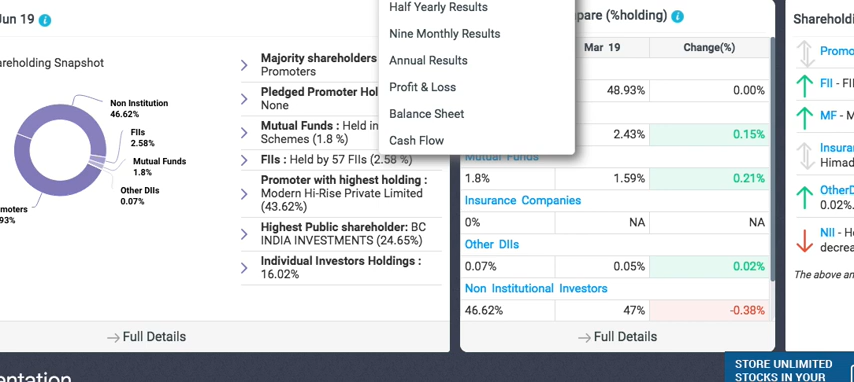 Jun 19
areholding Snapshot
Non Institution
46.62%
FIIs
2.58%
Mutual Funds
1.8%
Other DIIs
0.07%
moters
93%
Majority shareholders
Promoters
Pledged Promoter Hol
None
Mutual Funds : Held in
Schemes (1.8 %)
FIIs : Held by 57 FIIs (2.58 %)
Promoter with highest holding :
Modern Hi-Rise Private Limited
(43.62%)
Highest Public shareholder: BC
INDIA INVESTMENTS (24.65%)
Individual Investors Holdings :
16.02%
Full Details
Half Yearly Results
Nine Monthly Results
Annual Results
Profit & Loss
Balance Sheet
Cash Flow
pare (%holding)
Mar 19 Change(%)
48.93% 0.00%
2.43% 0.15%
Mutual Funds
1.8% 1.59% 0.21%
Insurance Companies
0% NA NA
Other DIIs
0.07% 0.05% 0.02%
Non Institutional Investors
46.62% 47% -0.38%
Full Details
Shareholdi
Promo
FII - FI
MF - M
Insura
Himad
OtherD
0.02%.
NII - H
decrea
The above an
entation
STORE UNLIMITED
STOCKS IN YOUR